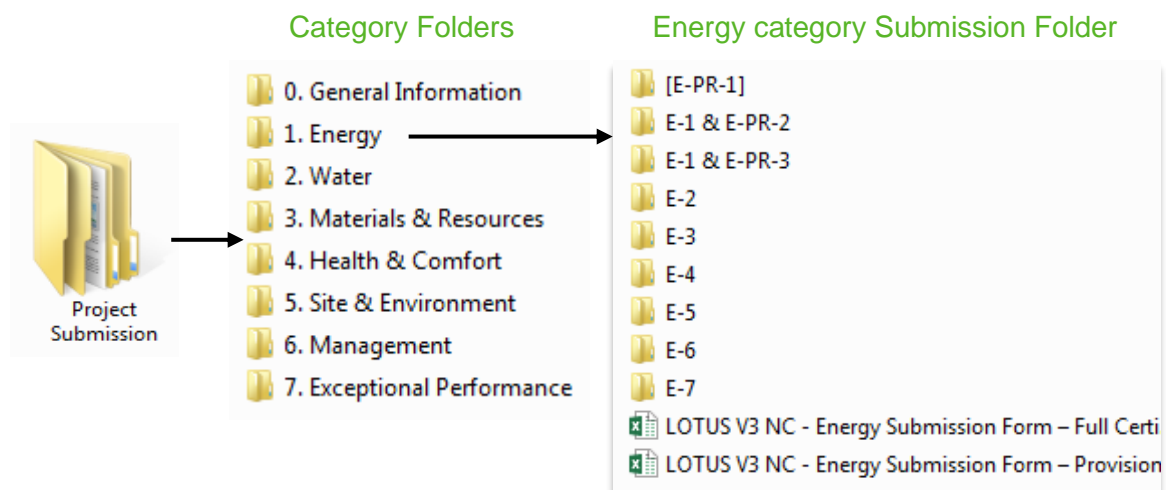 Category Folders
Energy category Submission Folder
Project
Submission
0. General Information
1. Energy
2. Water
3. Materials & Resources
4. Health & Comfort
5. Site & Environment
6. Management
7. Exceptional Performance
[E-PR-1]
E-1 & E-PR-2
E-1 & E-PR-3
E-2
E-3
E-4
E-5
E-6
E-7
LOTUS V3 NC - Energy Submission Form – Full Certi
LOTUS V3 NC - Energy Submission Form – Provision